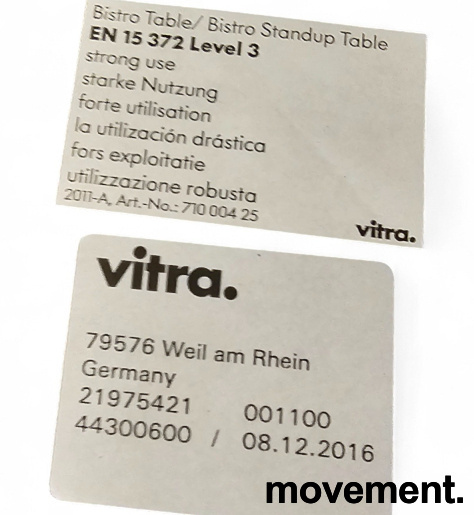 Bistro Table/ Bistro Standup Table
EN 15 372 Level 3
strong use
starke Nutzung
forte utilisation
la utilización drástica
fors exploitatie
utilizzazione robusta
2011-A, Art.-No.: 710 004 25
vitra.
vitra.
79576 Weil am Rhein
Germany
21975421 001100
44300600 / 08.12.2016
movement.